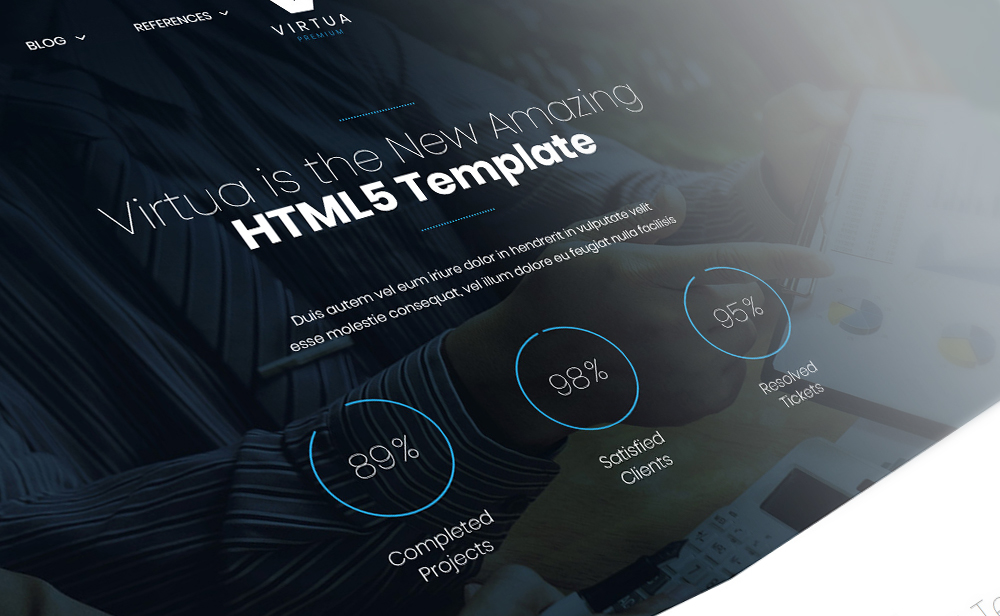 BLOG
REFERENCES
VIRTUA
PREMIUM
Virtua is the New Amazing
HTML5 Template
Duis autem vel eum iriure dolor in hendrerit in vulputate velit
esse molestie consequat, vel illum dolore eu feugiat nulla facilisis
89%
Completed
Projects
98%
Satisfied
Clients
95%
Resolved
Tickets